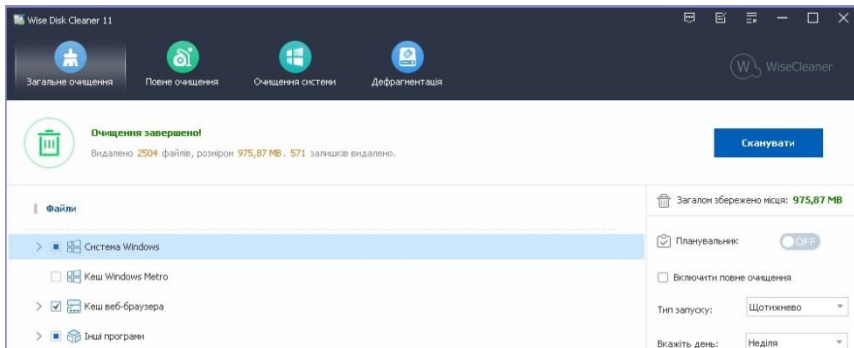 Wise Disk Cleaner 11
Загальне очищення
Повне очищення
Очищення системи
Дефрагментація
WiseCleaner
Очищення завершено!
Видалено 2504 файлів, розміром 975,87 MB. 571 залишків видалено.
Сканувати
Файли
Загалом збережено місця: 975,87 MB
Система Windows
Планувальник
OFF
Кеш Windows Metro
Включити повне очищення
Кеш веб-браузера
Тип запуску:
Щотижнево
Інші програми
Вкажіть день:
Неділя